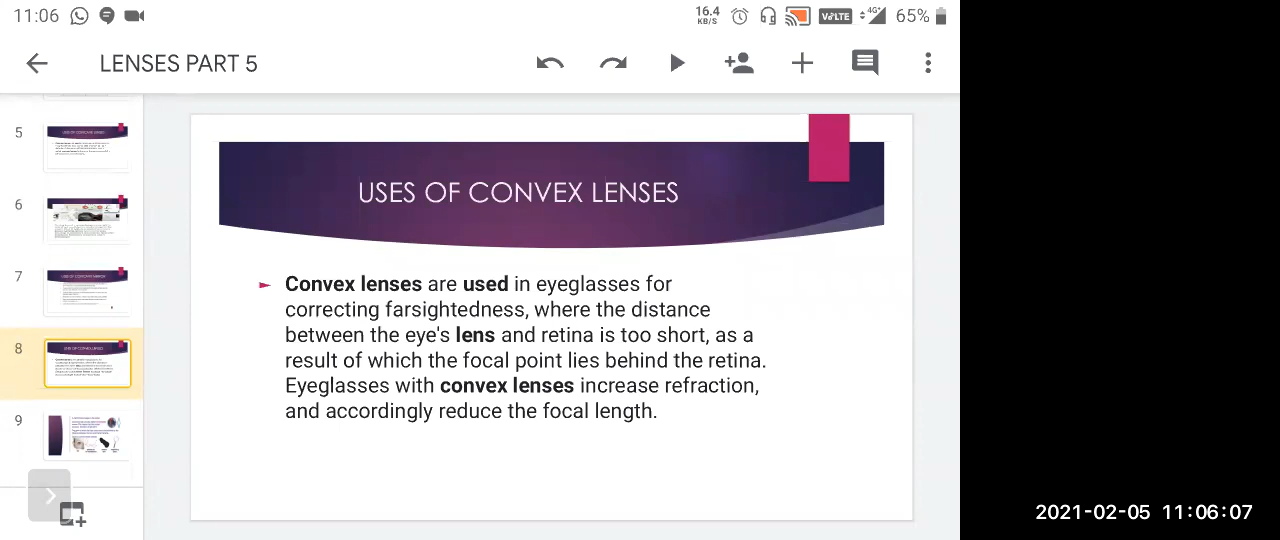 11:06
16.4
KB/S
VoLTE
4G+
65%
LENSES PART 5
5
6
7
8
9
USES OF CONVEX LENSES
► Convex lenses are used in eyeglasses for
correcting farsightedness, where the distance
between the eye's lens and retina is too short, as a
result of which the focal point lies behind the retina.
Eyeglasses with convex lenses increase refraction,
and accordingly reduce the focal length.
2021-02-05 11:06:07